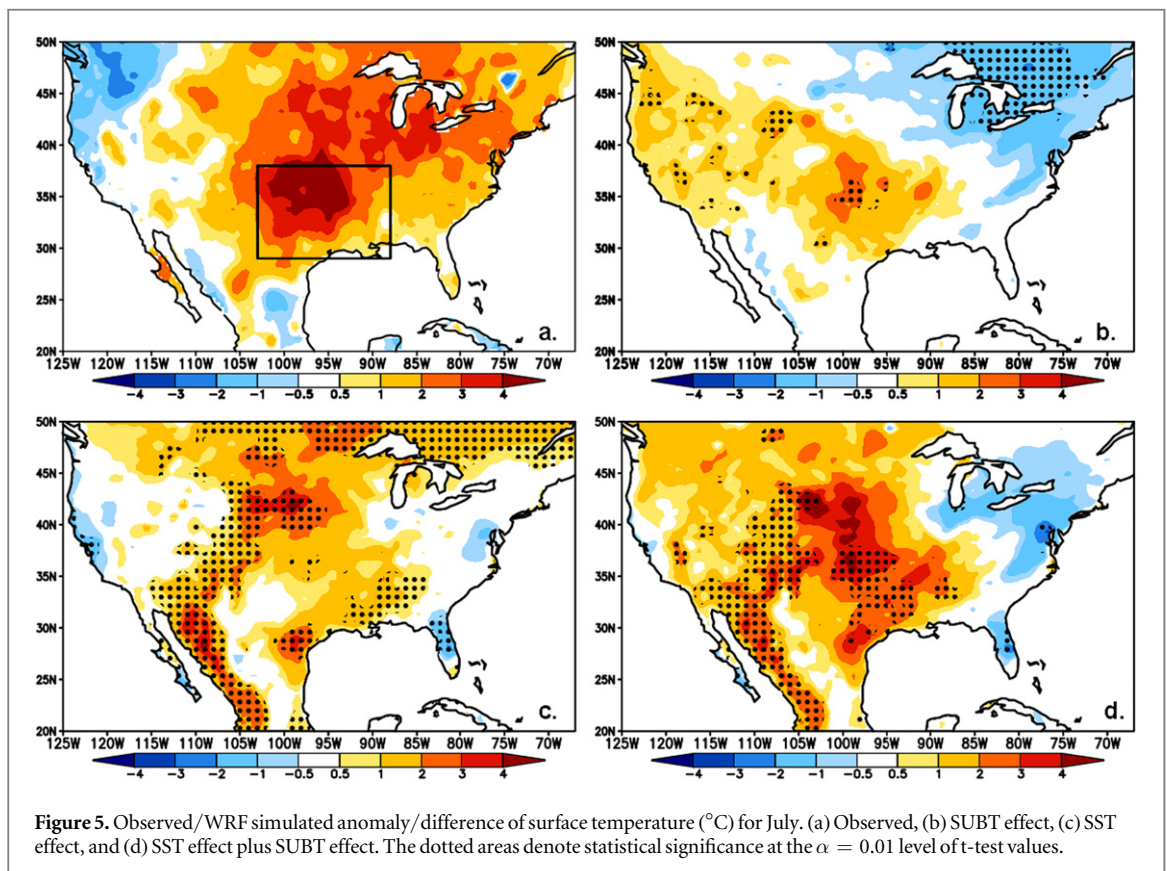 50N 50N
45N 45N
40N 40N
35N 35N
30N 30N
25N 25N
a. b.
20N 20N
125W 120W 115W 110W 105W 100W 95W 90W 85W 80W 75W 70W 125W 120W 115W 110W 105W 100W 95W 90W 85W 80W 75W 70W
-4 -3 -2 -1 -0.5 0.5 1 2 3 4 -4 -3 -2 -1 -0.5 0.5 1 2 3 4
50N 50N
45N 45N
40N 40N
35N 35N
30N 30N
25N 25N
c. d.
20N 20N
125W 120W 115W 110W 105W 100W 95W 90W 85W 80W 75W 70W 125W 120W 115W 110W 105W 100W 95W 90W 85W 80W 75W 70W
-4 -3 -2 -1 -0.5 0.5 1 2 3 4 -4 -3 -2 -1 -0.5 0.5 1 2 3 4
Figure 5. Observed/WRF simulated anomaly/difference of surface temperature (°C) for July. (a) Observed, (b) SUBT effect, (c) SST
effect, and (d) SST effect plus SUBT effect. The dotted areas denote statistical significance at the α = 0.01 level of t-test values.